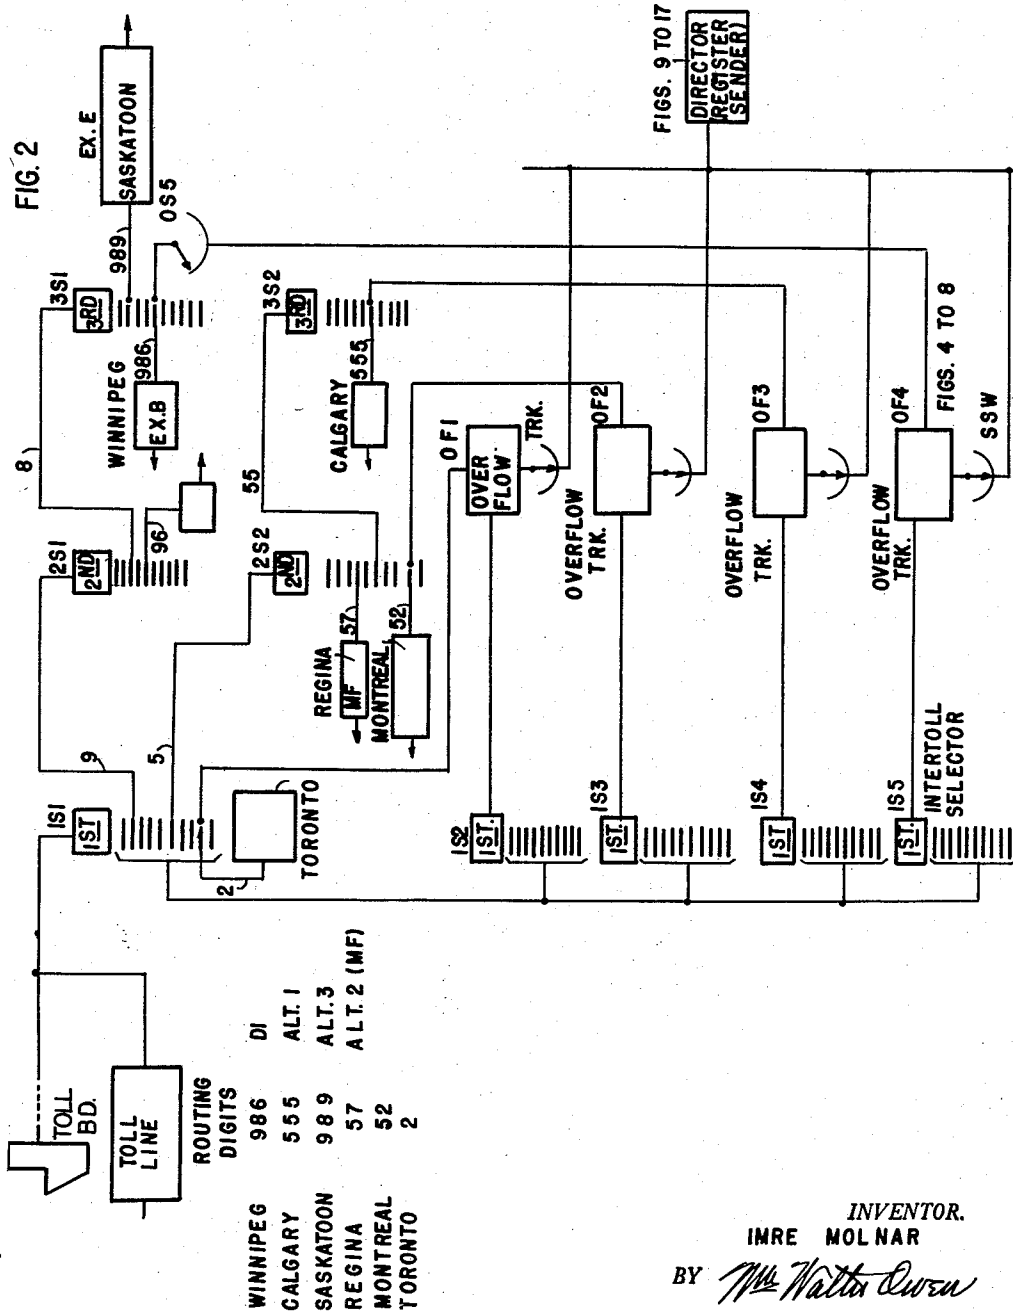 FIG. 2
TOLL
BD.
TOLL
LINE
ROUTING
DIGITS
WINNIPEG 986 DI
CALGARY 555 ALT. 1
SASKATOON 989 ALT. 3
REGINA 57 ALT. 2 (MF)
MONTREAL 52
TORONTO 2
1S1
1ST
9
5
2
TORONTO
2S1
2ND
8
96
3S1
3RD
989
EX. E
SASKATOON
986
WINNIPEG
EX.B
OS5
2S2
2ND
55
57
REGINA
MF
52
MONTREAL
3S2
3RD
555
CALGARY
1S2
1ST.
OF1
OVER
FLOW
TRK.
1S3
1ST.
OVERFLOW
TRK.
OF2
1S4
1ST
OVERFLOW
TRK.
OF3
1S5
1ST.
INTERTOLL
SELECTOR
OVERFLOW
TRK.
OF4
FIGS. 4 TO 8
SSW
FIGS. 9 TO 17
DIRECTOR
(REGISTER
SENDER)
INVENTOR.
IMRE MOLNAR
BY Walter Owen